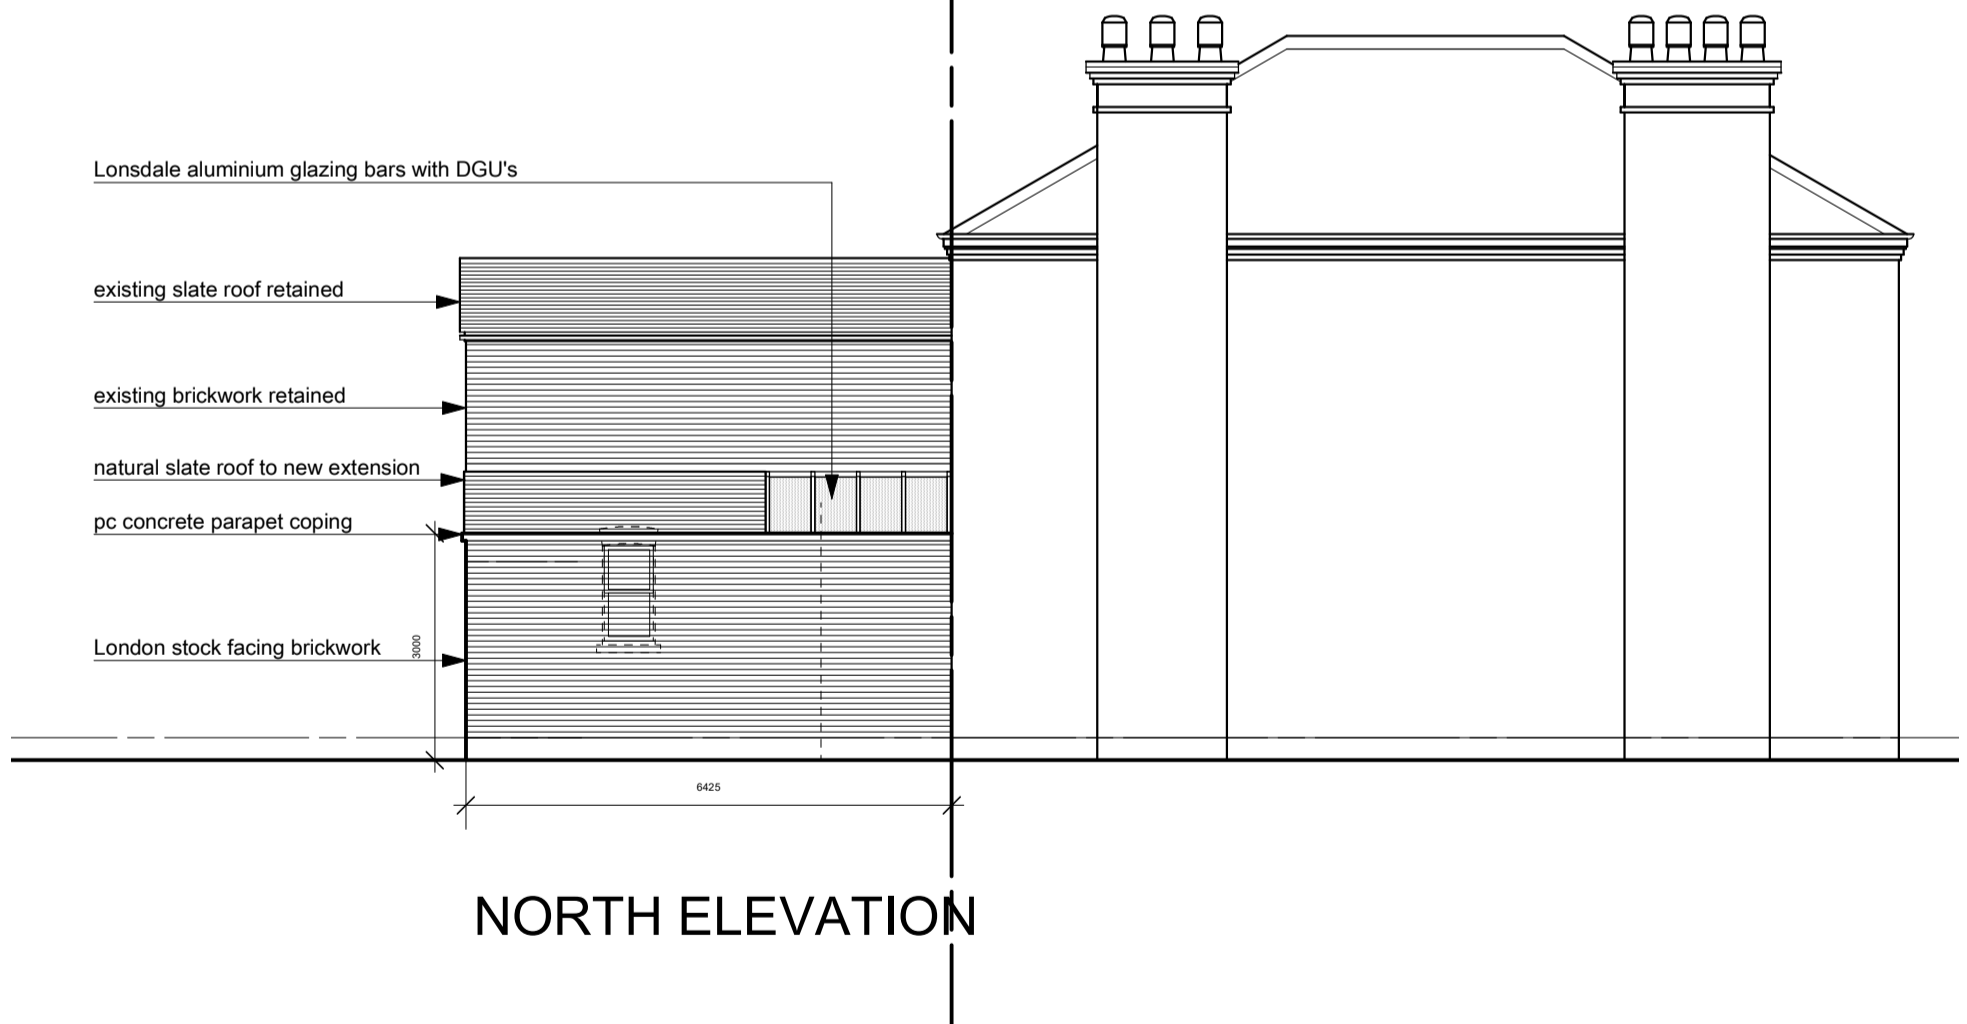 Lonsdale aluminium glazing bars with DGU's
existing slate roof retained
existing brickwork retained
natural slate roof to new extension
pc concrete parapet coping
London stock facing brickwork
3000
6425
NORTH ELEVATION